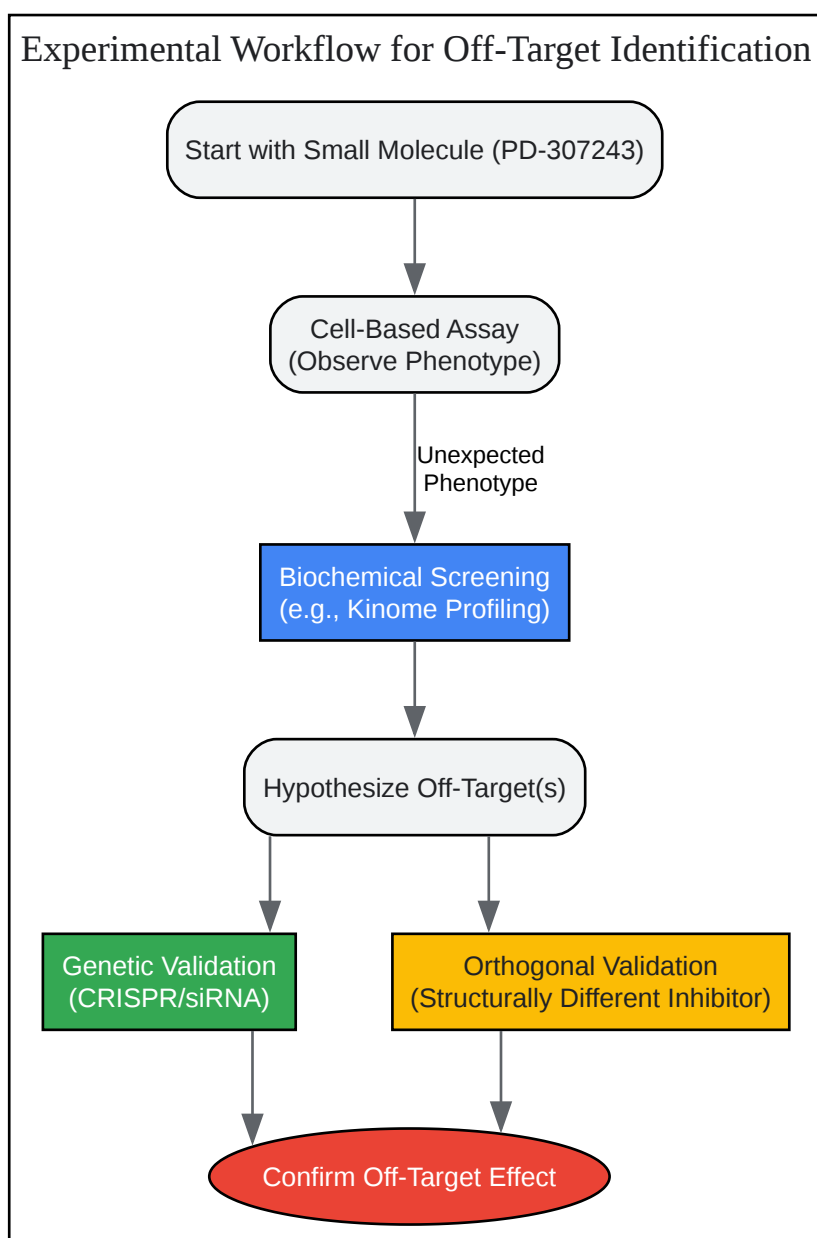 Experimental Workflow for Off-Target Identification
Start with Small Molecule (PD-307243)
Cell-Based Assay
(Observe Phenotype)
Unexpected
Phenotype
Biochemical Screening
(e.g., Kinome Profiling)
Hypothesize Off-Target(s)
Genetic Validation
(CRISPR/siRNA)
Orthogonal Validation
(Structurally Different Inhibitor)
Confirm Off-Target Effect